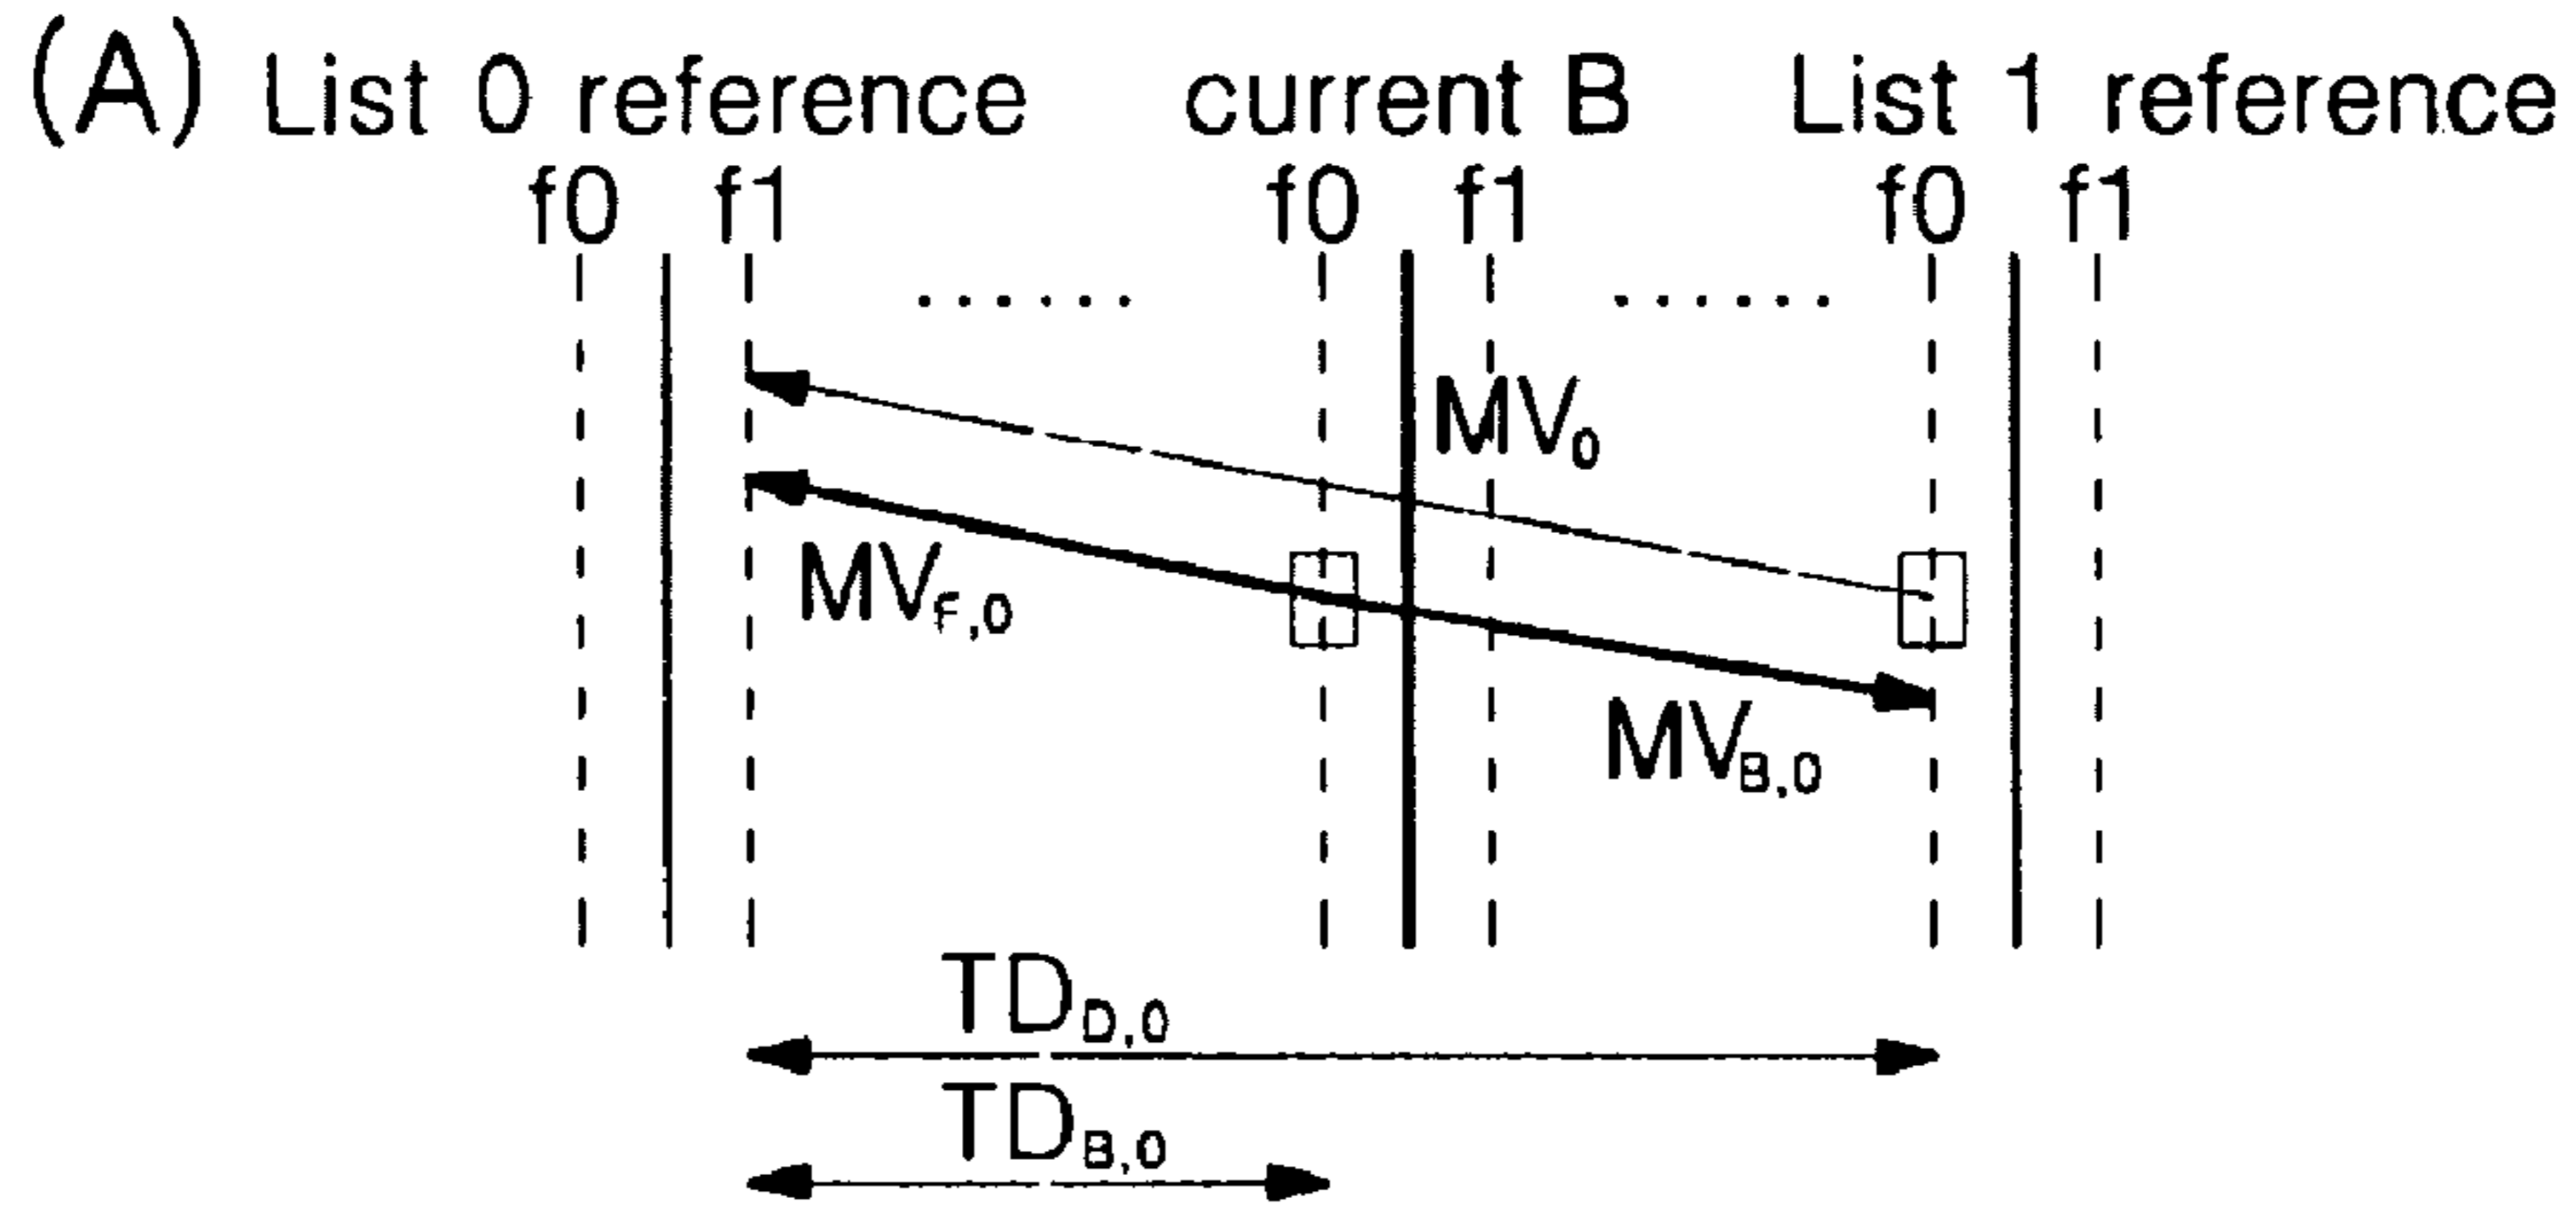 (A) List 0 reference current B List 1 reference
f0 f1 f0 f1 f0 f1
......  ......
MV0
MVF,0
MVB,0
TDD,0
TDB,0